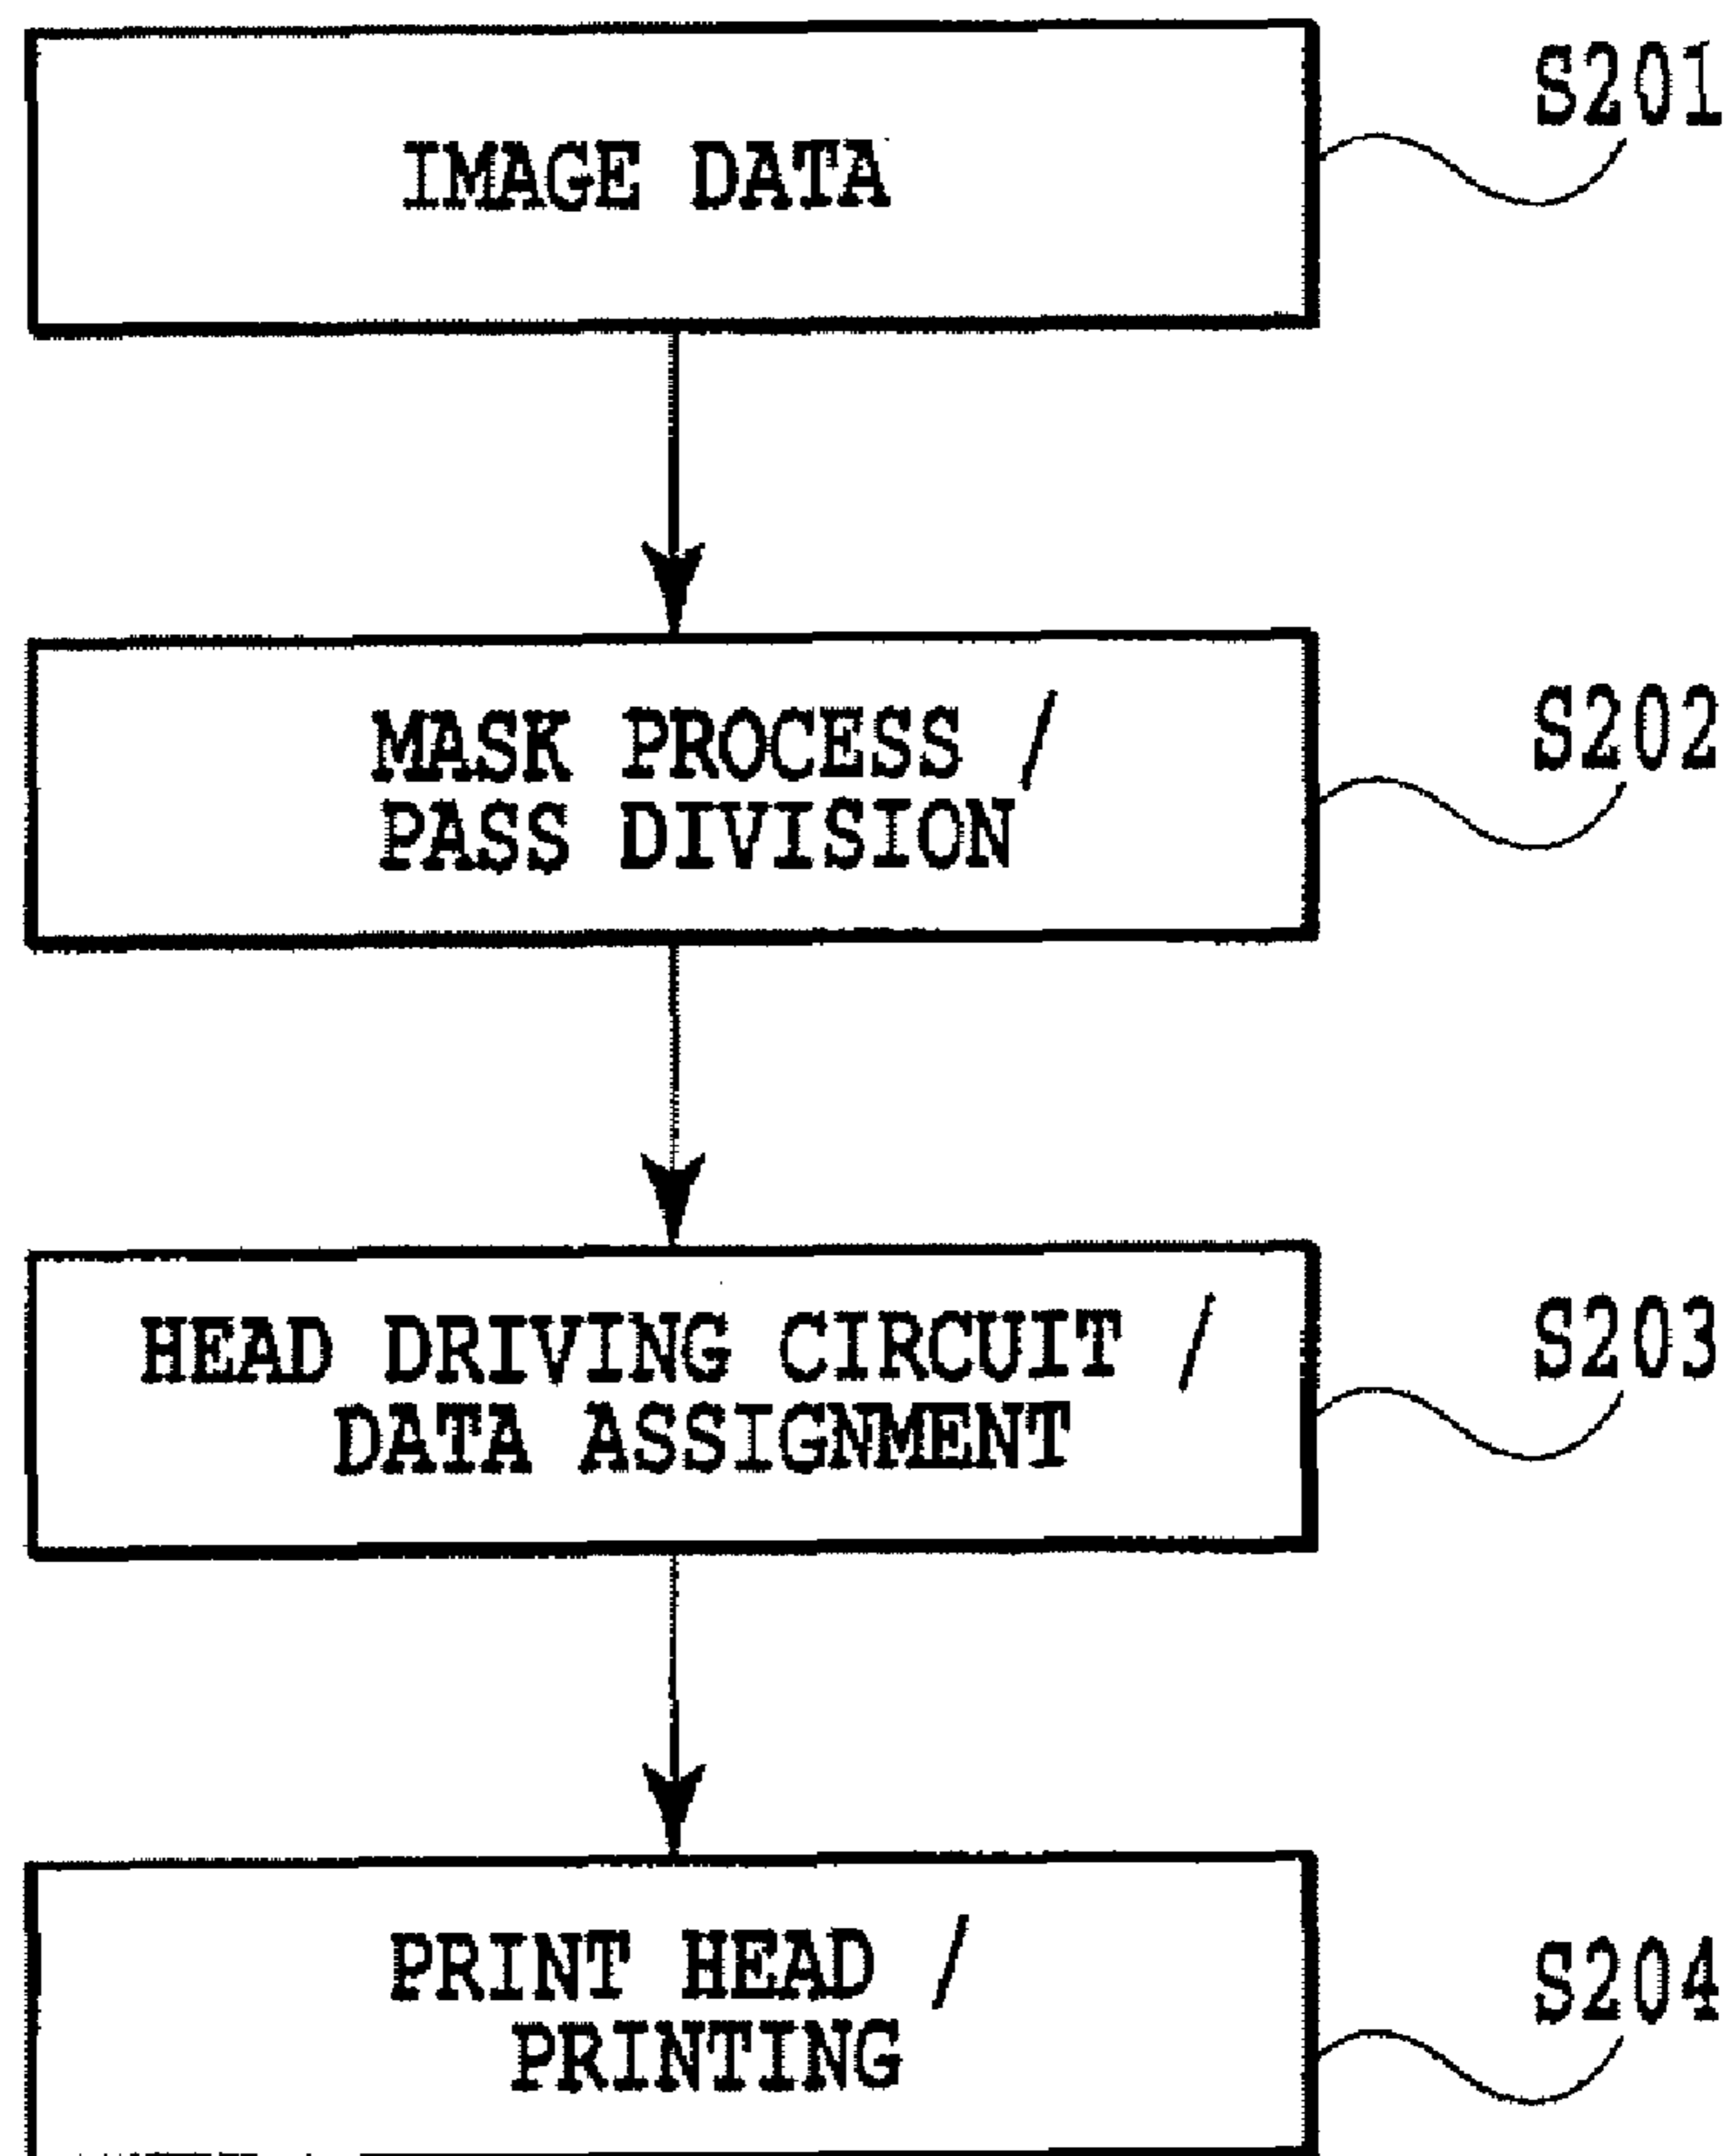 IMAGE DATA
S201
MASK PROCESS /
PASS DIVISION
S202
HEAD DRIVING CIRCUIT /
DATA ASSIGNMENT
S203
PRINT HEAD /
PRINTING
S204